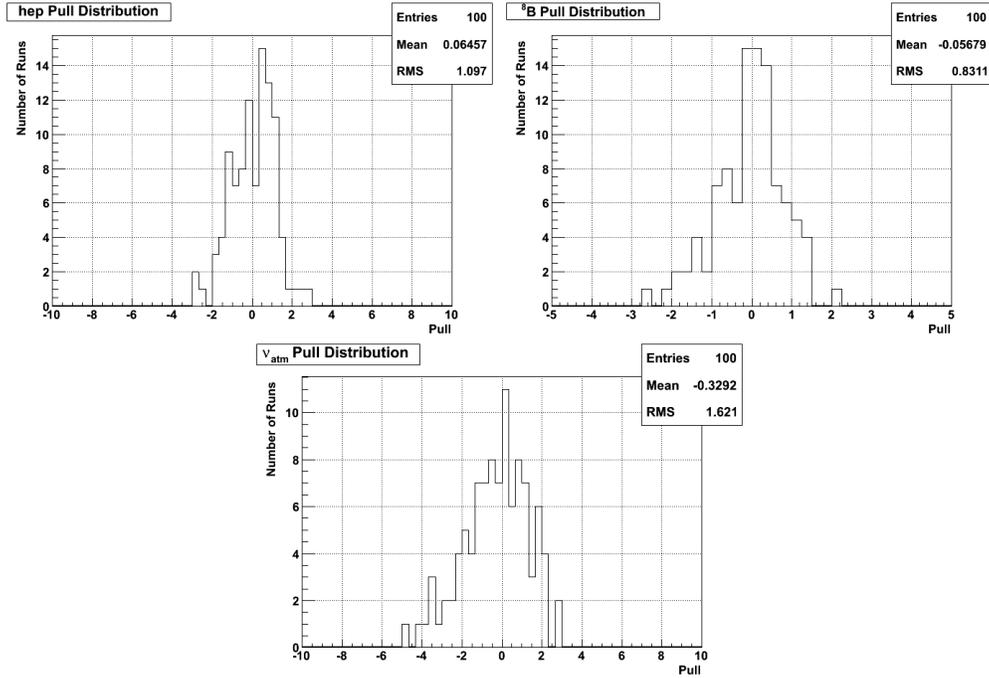 hep Pull Distribution
Entries 100
Mean 0.06457
RMS 1.097
Number of Runs
14
12
10
8
6
4
2
0
-10 -8 -6 -4 -2 0 2 4 6 8 10
Pull
⁸B Pull Distribution
Entries 100
Mean -0.05679
RMS 0.8311
Number of Runs
14
12
10
8
6
4
2
0
-5 -4 -3 -2 -1 0 1 2 3 4 5
Pull
νatm Pull Distribution
Entries 100
Mean -0.3292
RMS 1.621
Number of Runs
10
8
6
4
2
0
-10 -8 -6 -4 -2 0 2 4 6 8 10
Pull